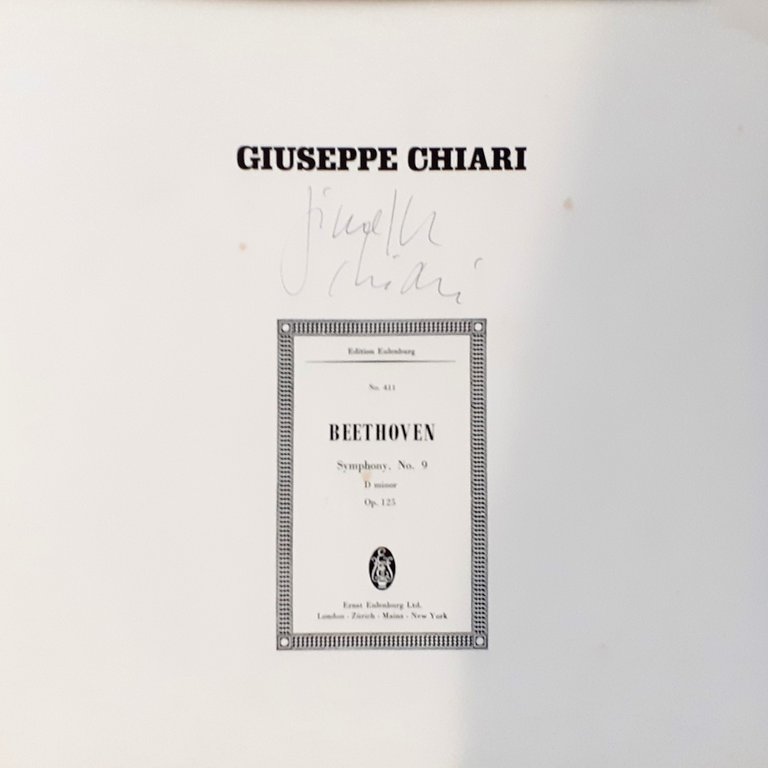 GIUSEPPE CHIARI
Giuseppe
chiari
Edition Eulenburg
No. 411
BEETHOVEN
Symphony. No. 9
D minor
Op. 125
Ernst Eulenburg Ltd.
London · Zürich · Mainz · New York